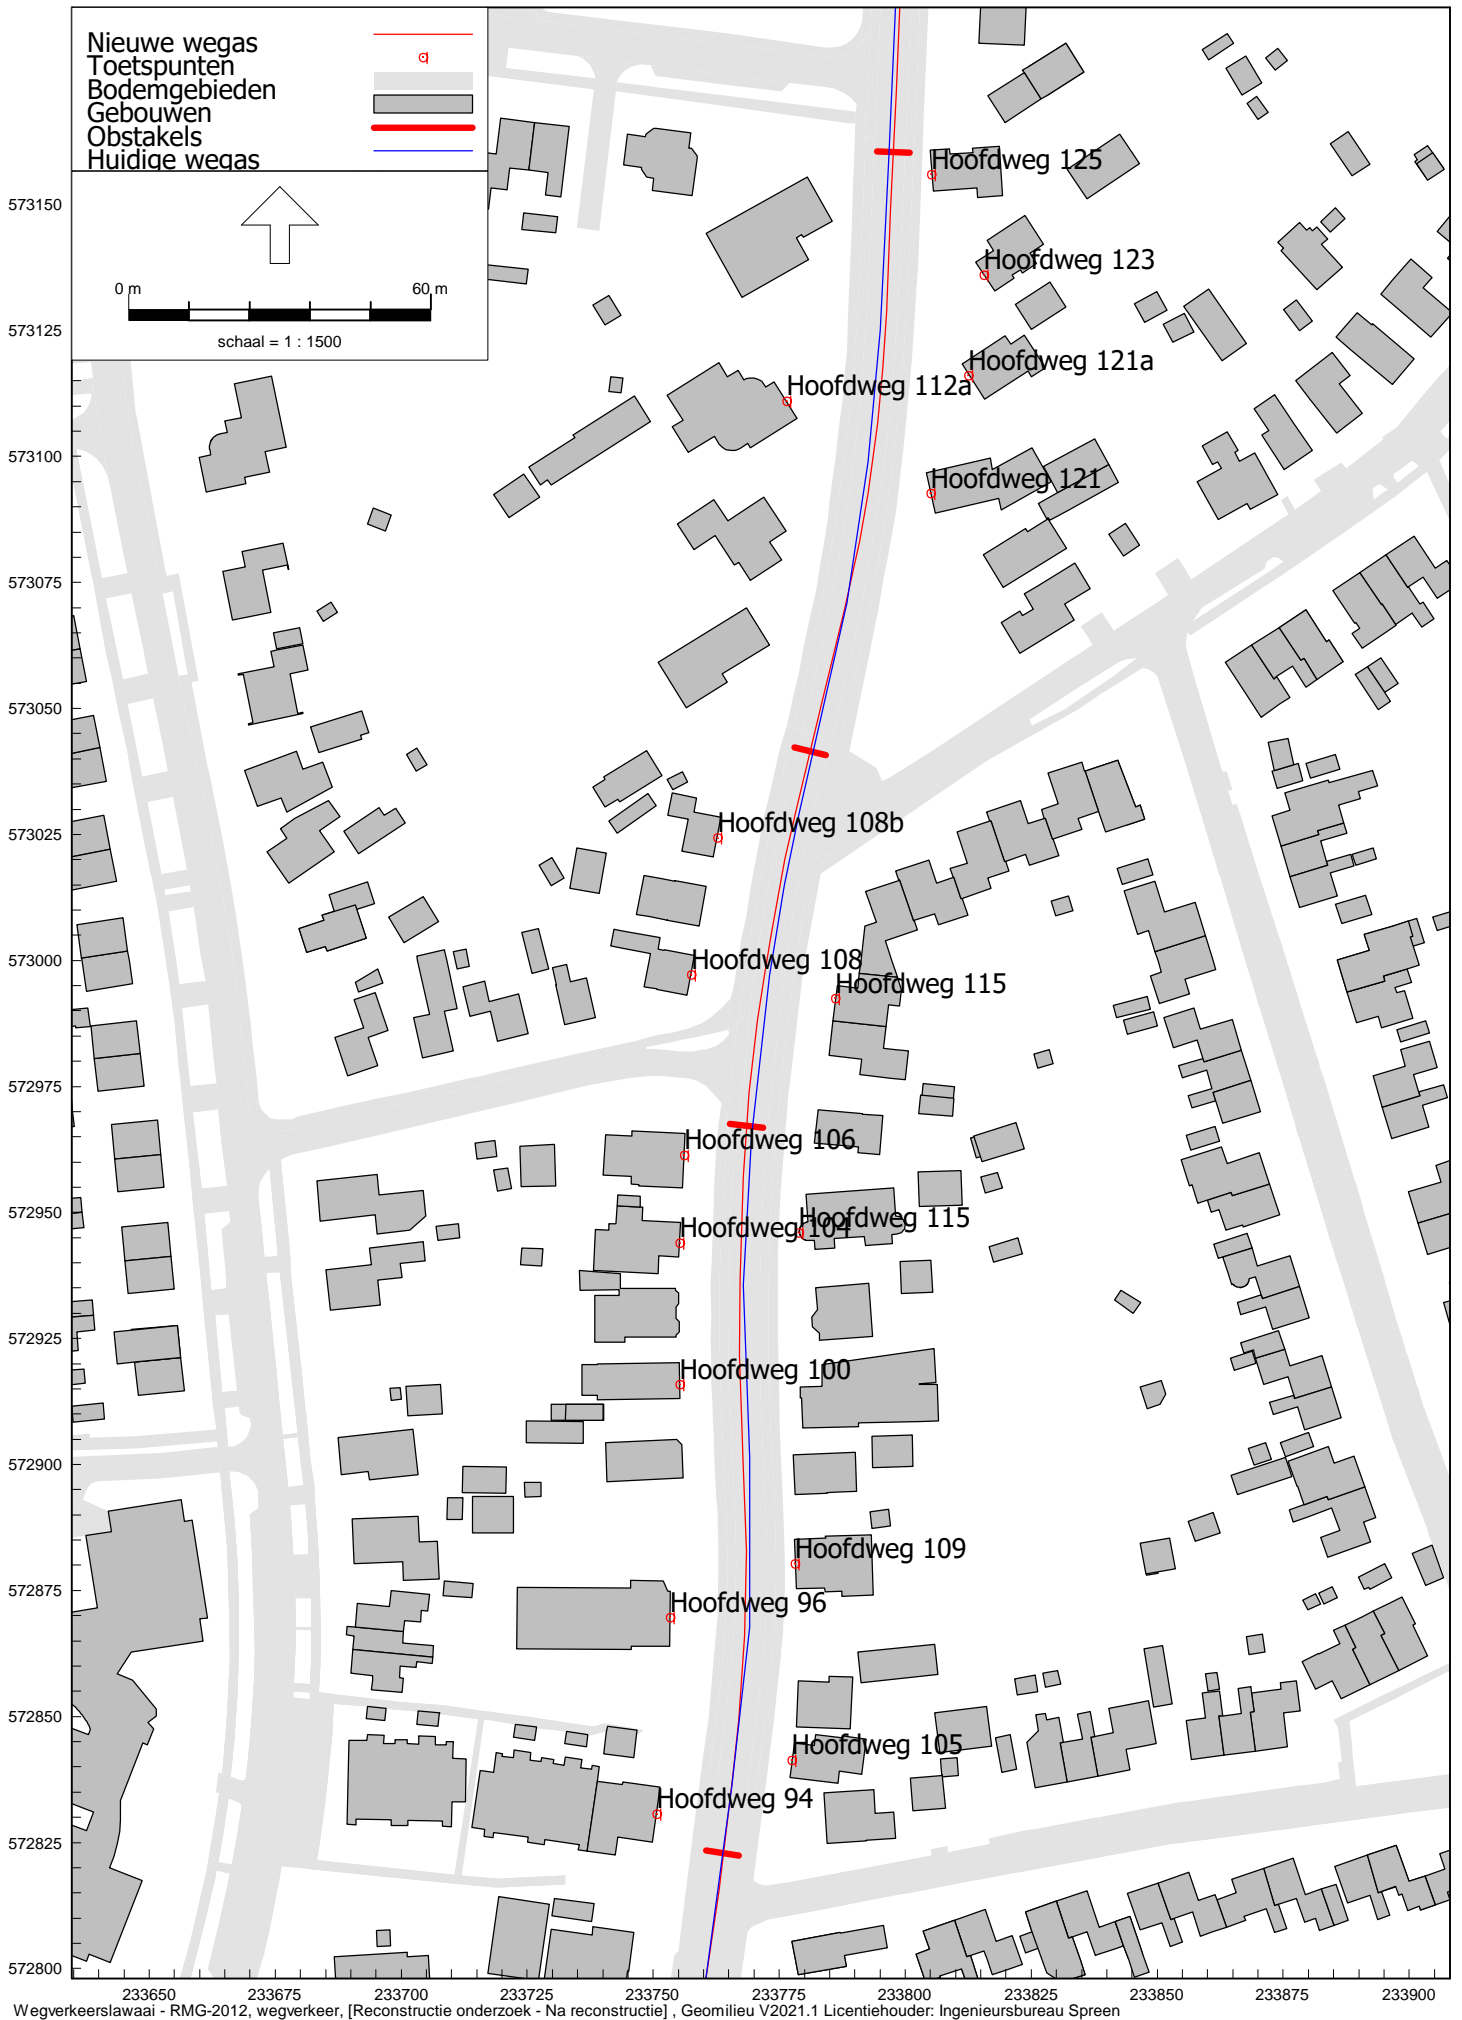 Nieuwe wegas
Toetspunten
Bodemgebieden
Gebouwen
Obstakels
Huidige wegas
0 m 60 m
schaal = 1 : 1500
Hoofdweg 125
573150
Hoofdweg 123
573125
Hoofdweg 121a
Hoofdweg 112a
573100
Hoofdweg 121
573075
573050
573025
Hoofdweg 108b
573000
Hoofdweg 108
Hoofdweg 115
572975
Hoofdweg 106
572950
Hoofdweg 115
Hoofdweg 104
572925
Hoofdweg 100
572900
Hoofdweg 109
572875
Hoofdweg 96
572850
Hoofdweg 105
Hoofdweg 94
572825
572800
233650 233675 233700 233725 233750 233775 233800 233825 233850 233875 233900
Wegverkeerslawaai - RMG-2012, wegverkeer, [Reconstructie onderzoek - Na reconstructie] , Geomilieu V2021.1 Licentiehouder: Ingenieursbureau Spreen